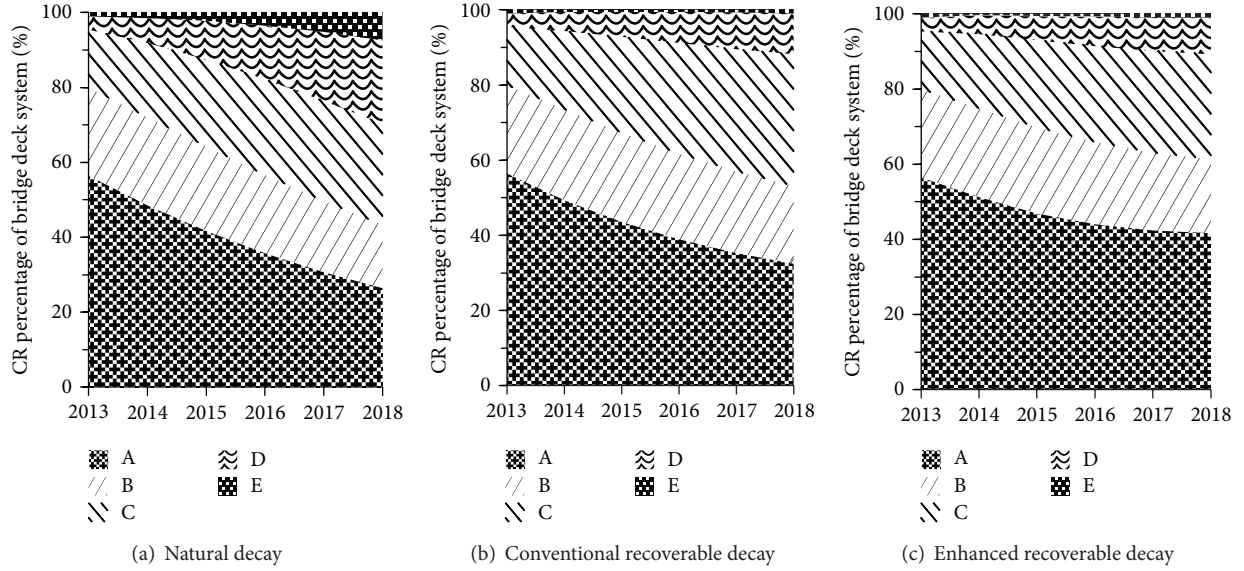 CR percentage of bridge deck system (%)
100
80
60
40
20
0
2013 2014 2015 2016 2017 2018
A D
B E
C
(a) Natural decay
CR percentage of bridge deck system (%)
100
80
60
40
20
0
2013 2014 2015 2016 2017 2018
A D
B E
C
(b) Conventional recoverable decay
CR percentage of bridge deck system (%)
100
80
60
40
20
0
2013 2014 2015 2016 2017 2018
A D
B E
C
(c) Enhanced recoverable decay